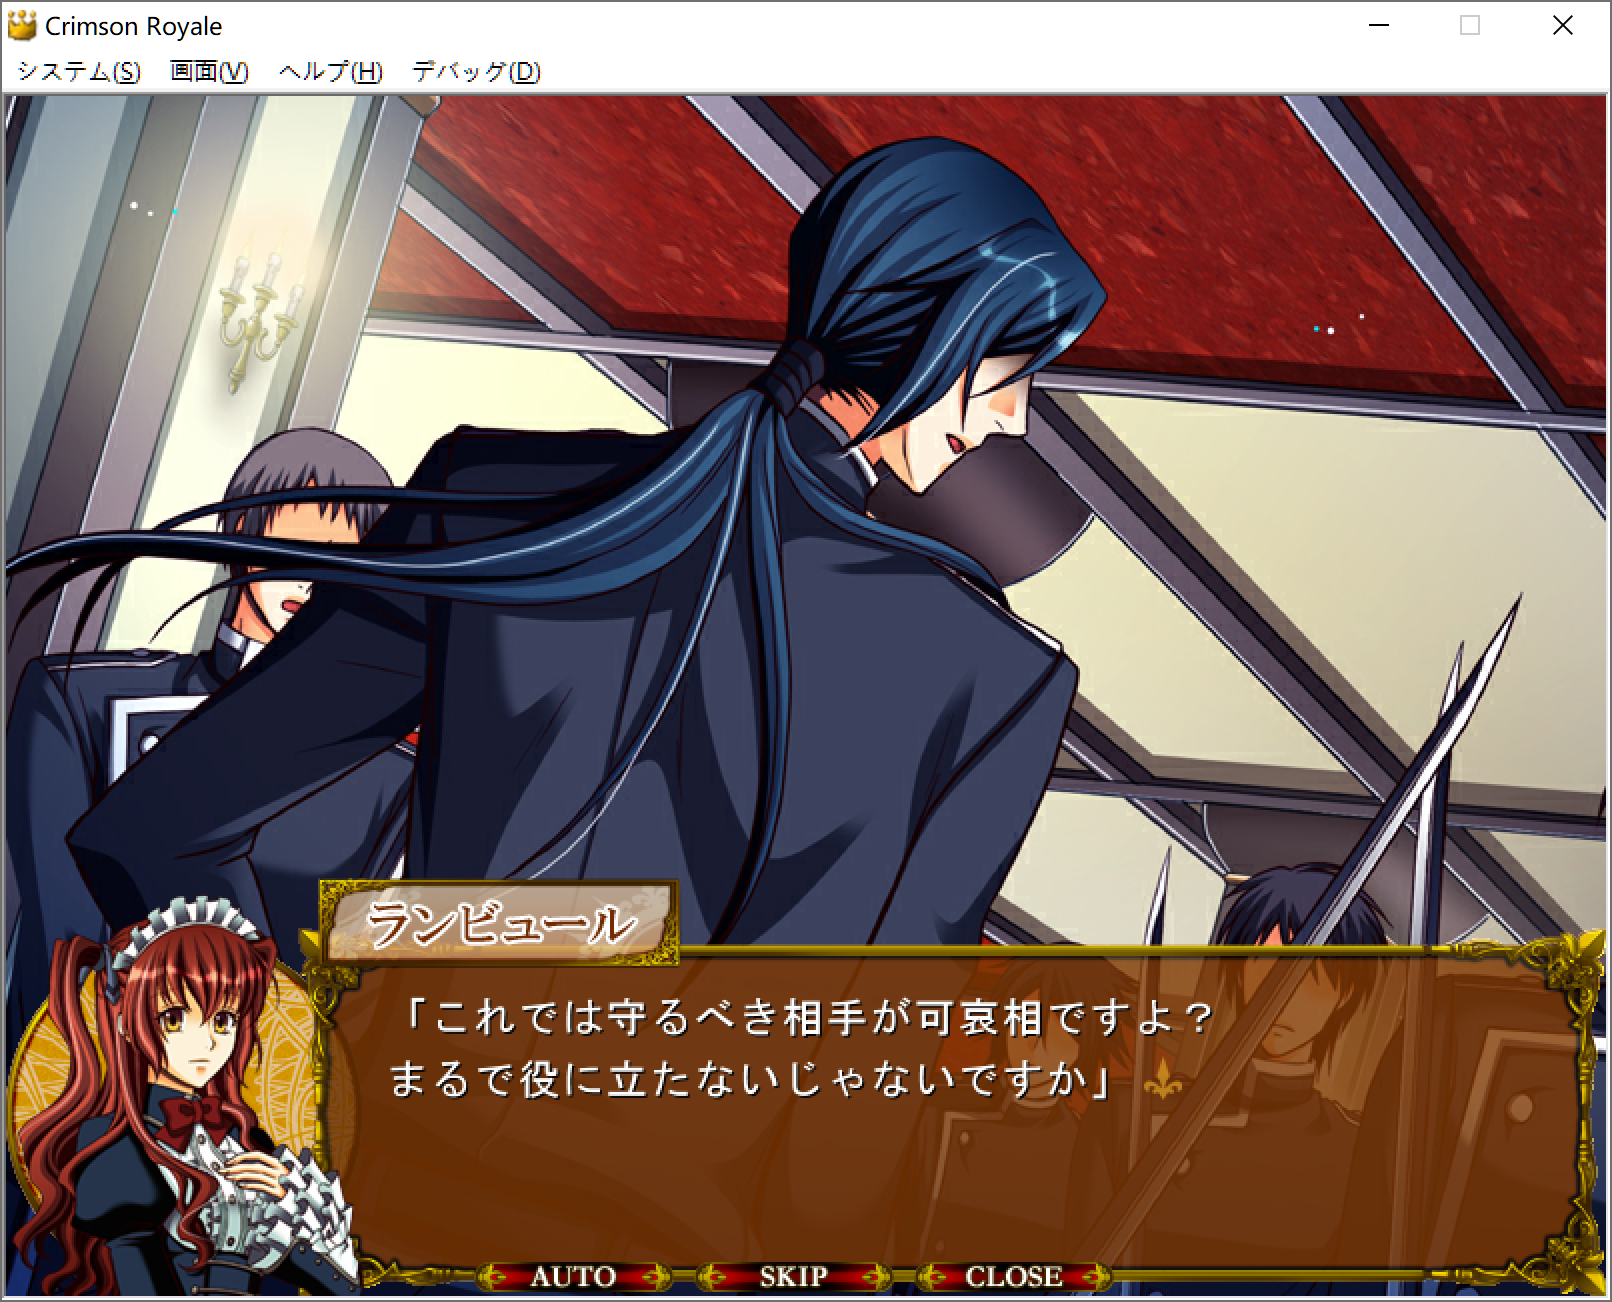 Crimson Royale
システム(S) 画面(V) ヘルプ(H) デバッグ(D)
ランビュール
「これでは守るべき相手が可哀相ですよ？
まるで役に立たないじゃないですか」
AUTO SKIP CLOSE